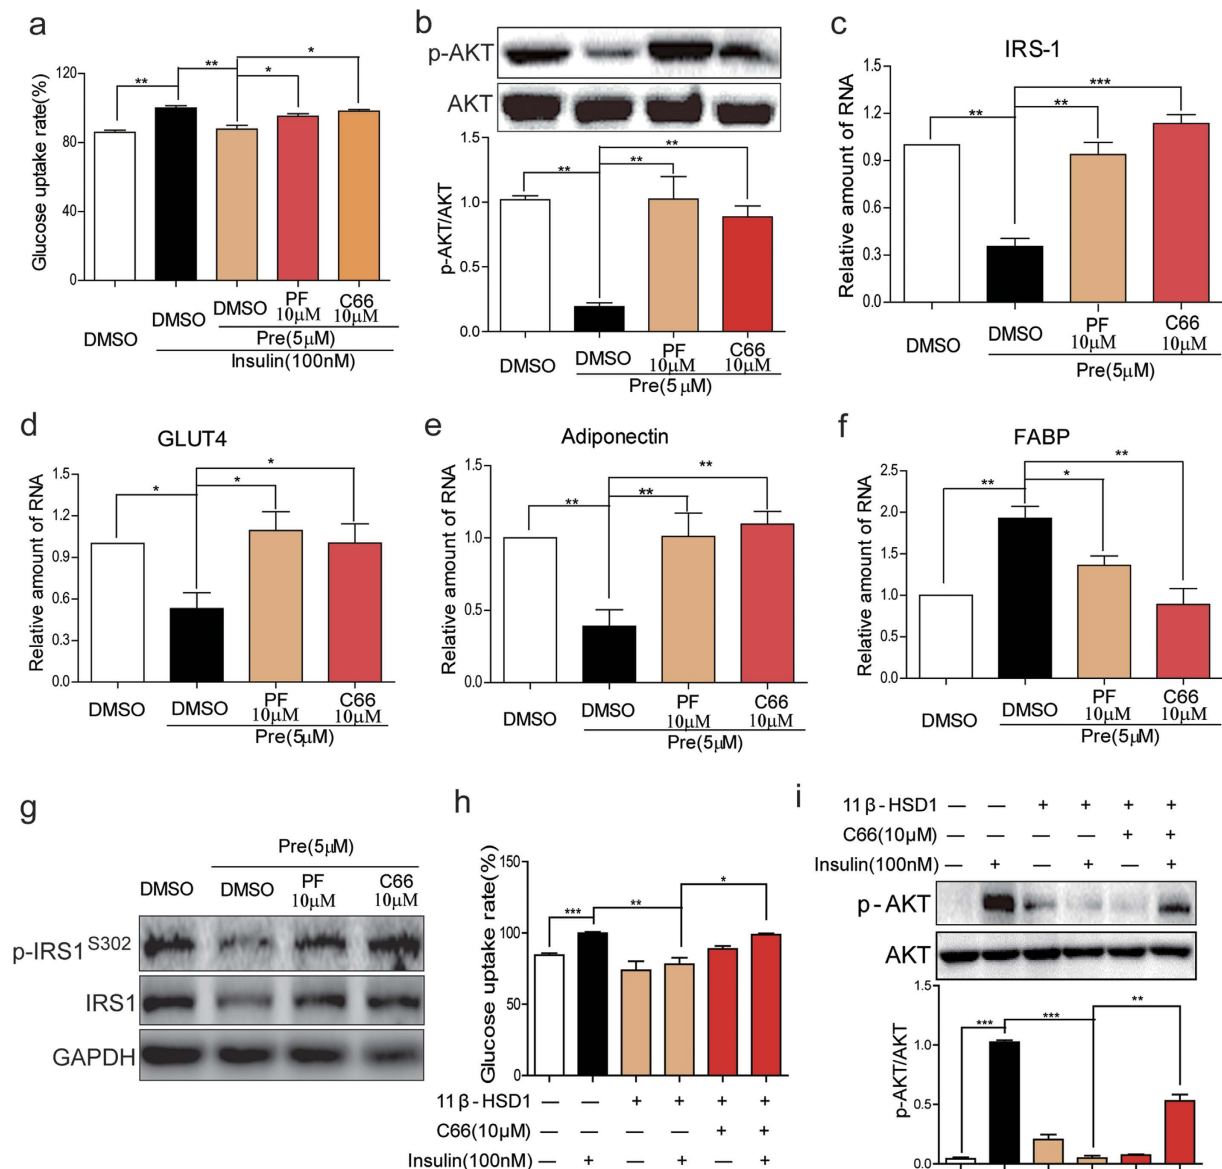 a
Glucose uptake rate(%)
120
80
40
0
** ** * *
DMSO DMSO DMSO PF 10μM C66 10μM
Pre(5μM)
Insulin(100nM)
b
p-AKT
AKT
p-AKT/AKT
1.5
1.0
0.5
0.0
** ** **
DMSO DMSO PF 10μM C66 10μM
Pre(5μM)
c
IRS-1
Relative amount of RNA
1.5
1.2
0.9
0.6
0.3
0.0
** ** ***
DMSO DMSO PF 10μM C66 10μM
Pre(5μM)
d
GLUT4
Relative amount of RNA
1.5
1.2
0.9
0.6
0.3
0.0
* * *
DMSO DMSO PF 10μM C66 10μM
Pre(5μM)
e
Adiponectin
Relative amount of RNA
1.5
1.0
0.5
0.0
** ** **
DMSO DMSO PF 10μM C66 10μM
Pre(5μM)
f
FABP
Relative amount of RNA
2.5
2.0
1.5
1.0
0.5
0.0
** * **
DMSO DMSO PF 10μM C66 10μM
Pre(5μM)
g
Pre(5μM)
DMSO DMSO PF 10μM C66 10μM
p-IRS1 S302
IRS1
GAPDH
h
Glucose uptake rate(%)
150
100
50
0
*** ** *
11β-HSD1 — — + + + +
C66(10μM) — — — — + +
Insulin(100nM) — + — + — +
i
11β-HSD1 — — + + + +
C66(10μM) — — — — + +
Insulin(100nM) — + — + — +
p-AKT
AKT
p-AKT/AKT
1.5
1.0
0.5
0.0
*** *** **